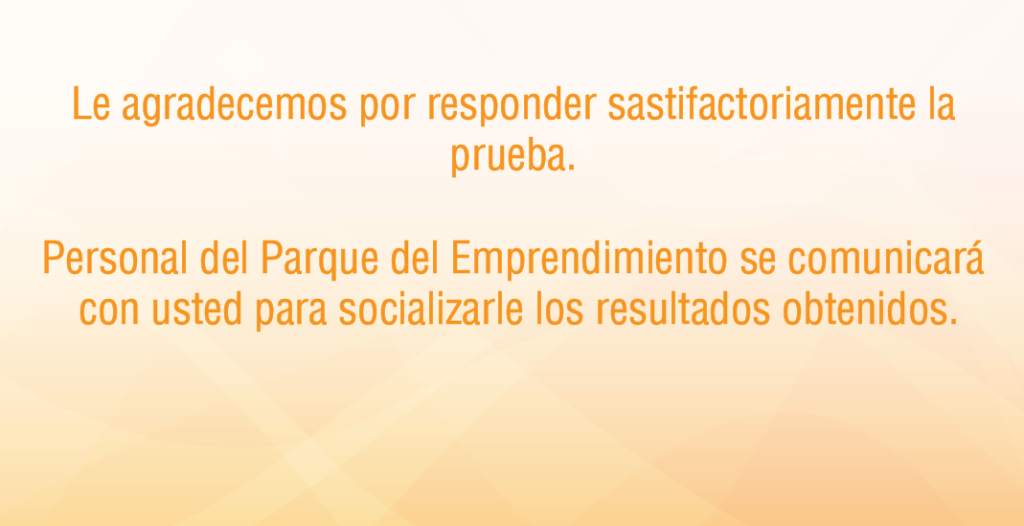 Le agradecemos por responder sastifactoriamente la
prueba.
Personal del Parque del Emprendimiento se comunicará
con usted para socializarle los resultados obtenidos.